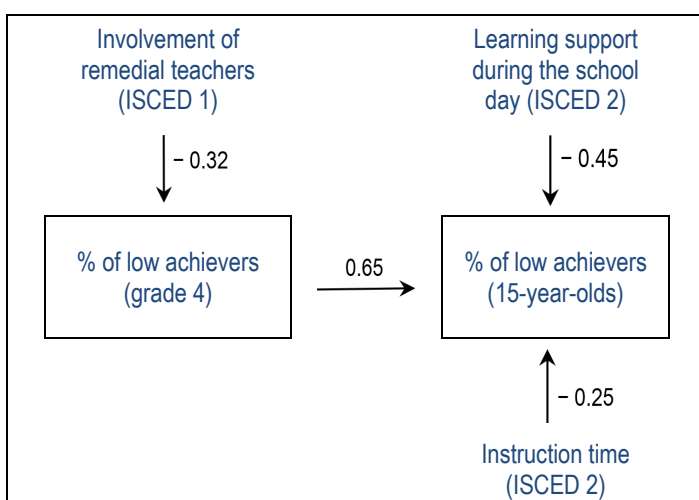 Involvement of
remedial teachers
(ISCED 1)
Learning support
during the school
day (ISCED 2)
− 0.32
− 0.45
% of low achievers
(grade 4)
0.65
% of low achievers
(15-year-olds)
− 0.25
Instruction time
(ISCED 2)